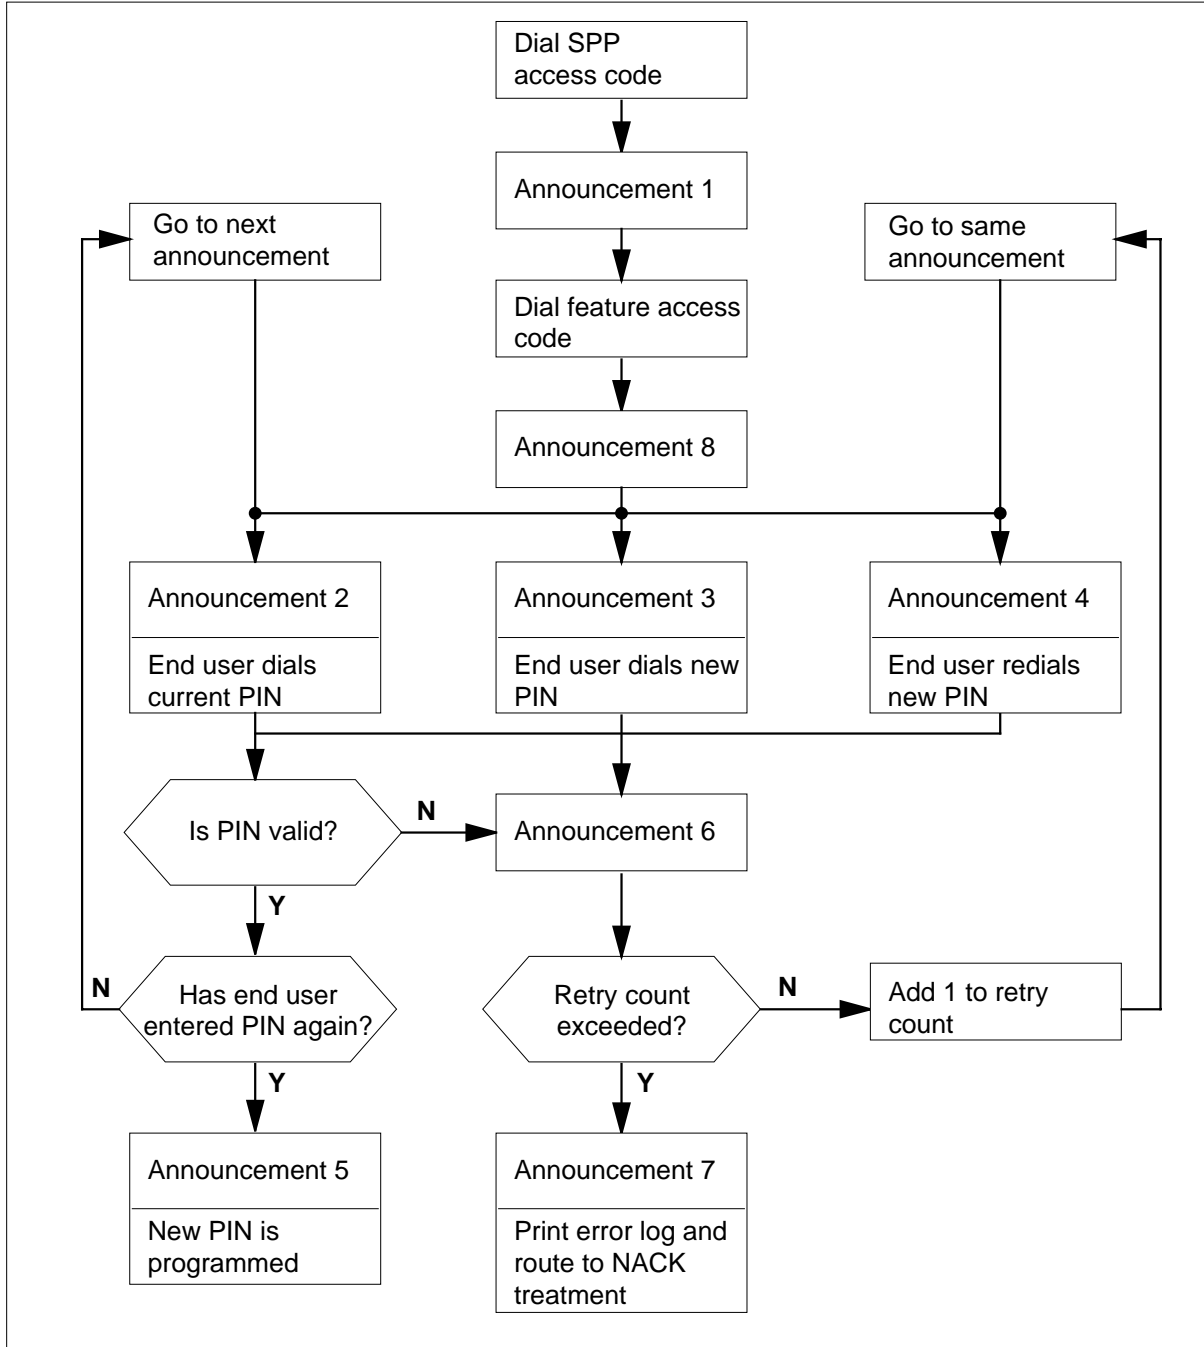 Dial SPP
access code
Announcement 1
Go to next
announcement
Go to same
announcement
Dial feature access
code
Announcement 8
Announcement 2
End user dials
current PIN
Announcement 3
End user dials new
PIN
Announcement 4
End user redials
new PIN
Is PIN valid?
N
Announcement 6
Y
N
Has end user
entered PIN again?
Retry count
exceeded?
N
Add 1 to retry
count
Y
Y
Announcement 5
New PIN is
programmed
Announcement 7
Print error log and
route to NACK
treatment